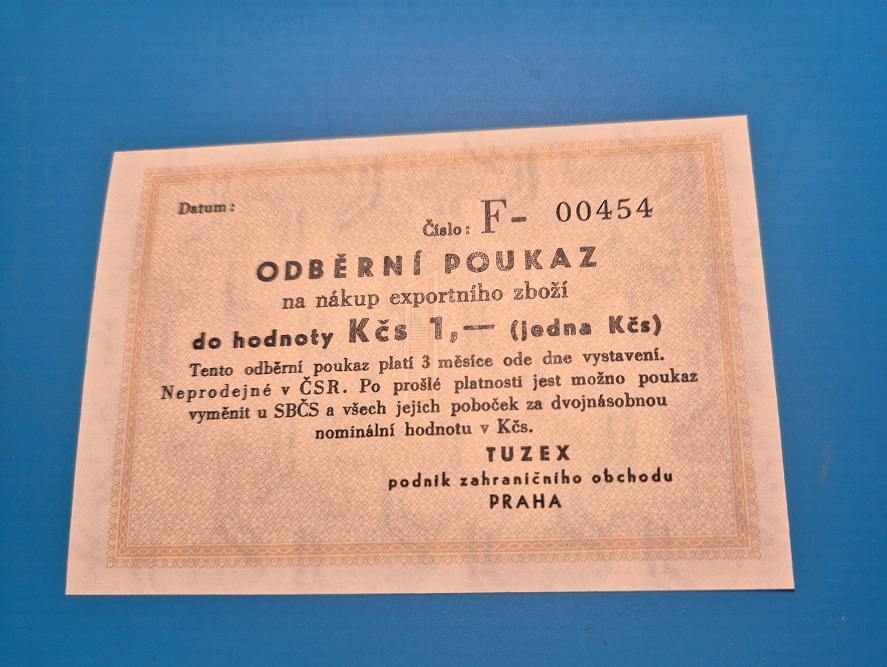 Datum:
Číslo: F- 00454
ODBĚRNÍ POUKAZ
na nákup exportního zboží
do hodnoty Kčs 1,— (jedna Kčs)
Tento odběrní poukaz platí 3 měsíce ode dne vystavení.
Neprodejné v ČSR. Po prošlé platnosti jest možno poukaz
vyměnit u SBČS a všech jejich poboček za dvojnásobnou
nominální hodnotu v Kčs.
TUZEX
podnik zahraničního obchodu
PRAHA